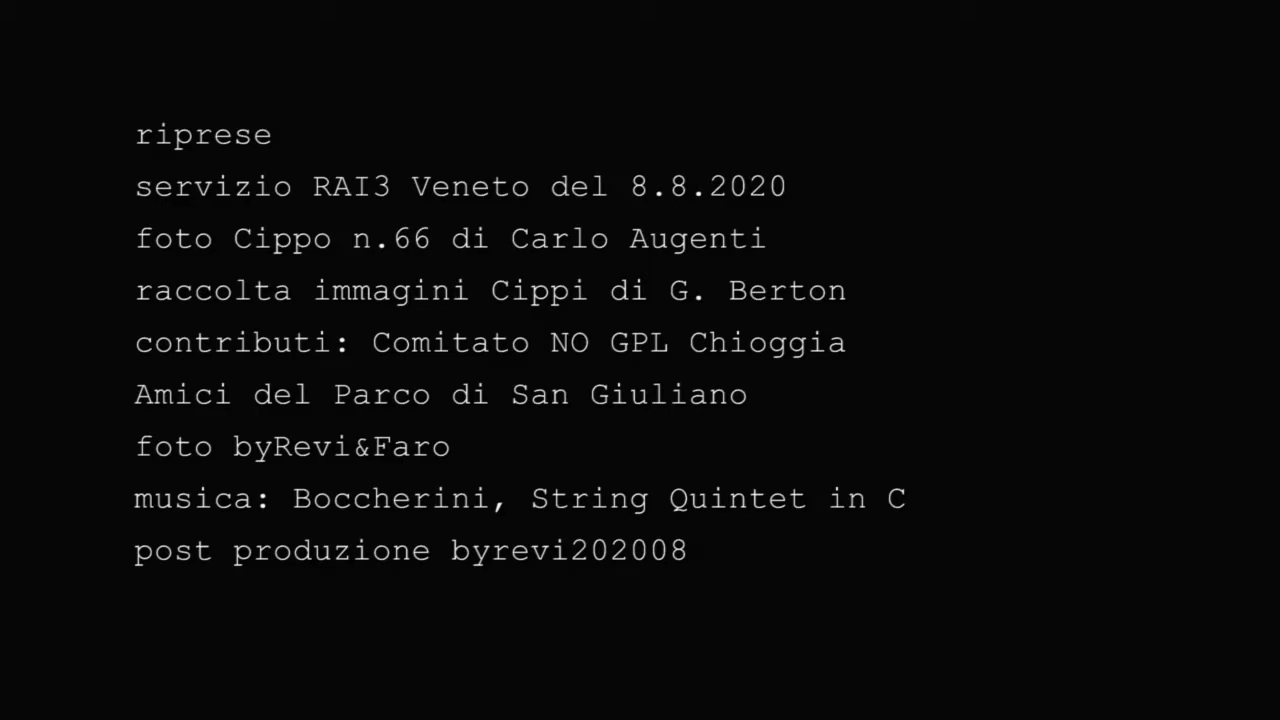 riprese
servizio RAI3 Veneto del 8.8.2020
foto Cippo n.66 di Carlo Augenti
raccolta immagini Cippi di G. Berton
contributi: Comitato NO GPL Chioggia
Amici del Parco di San Giuliano
foto byRevi&Faro
musica: Boccherini, String Quintet in C
post produzione byrevi202008